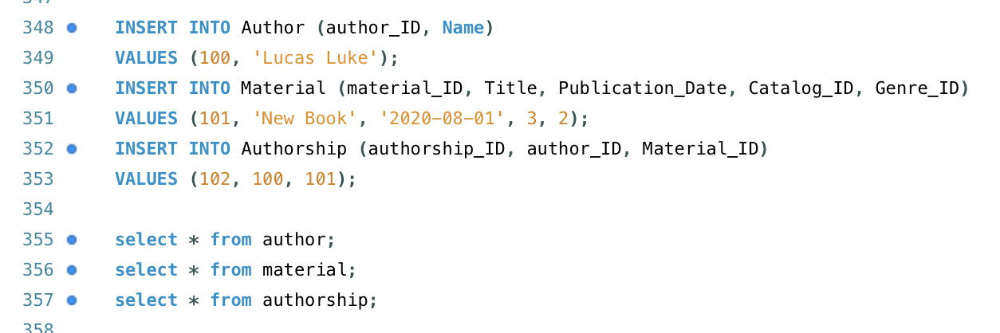 347
348 INSERT INTO Author (author_ID, Name)
349 VALUES (100, 'Lucas Luke');
350 INSERT INTO Material (material_ID, Title, Publication_Date, Catalog_ID, Genre_ID)
351 VALUES (101, 'New Book', '2020-08-01', 3, 2);
352 INSERT INTO Authorship (authorship_ID, author_ID, Material_ID)
353 VALUES (102, 100, 101);
354
355 select * from author;
356 select * from material;
357 select * from authorship;
358